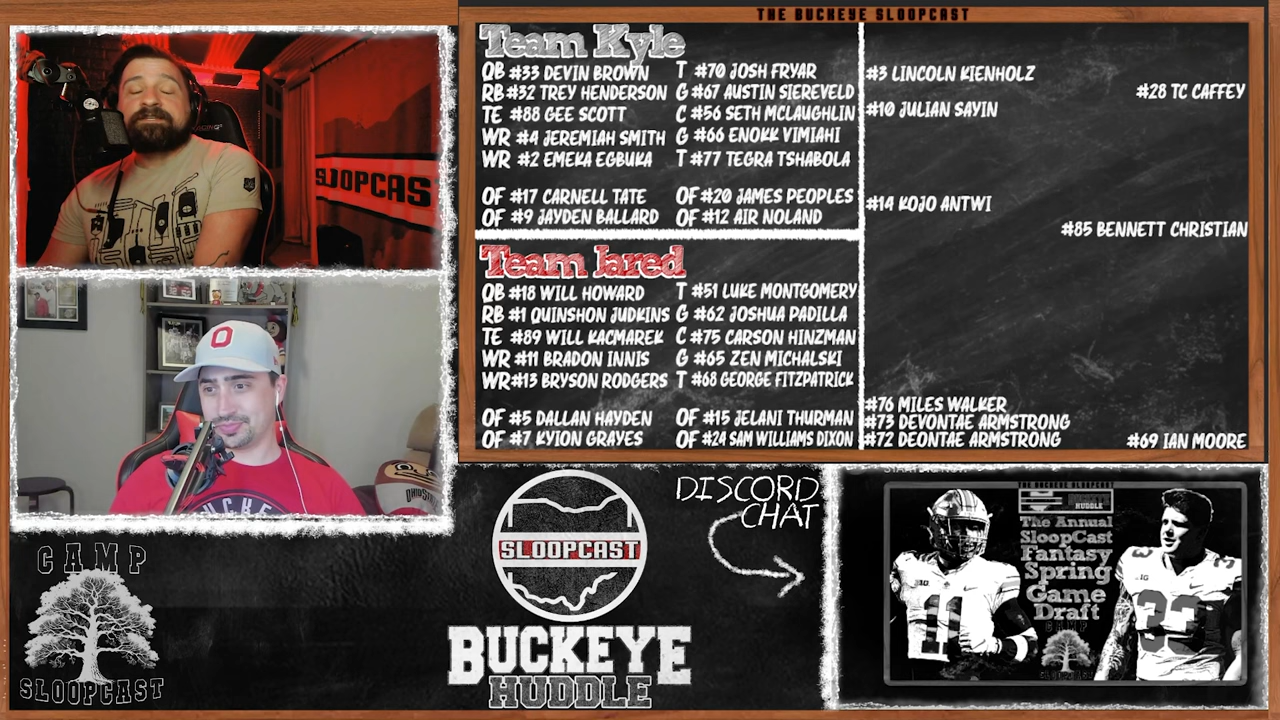 THE BUCKEYE SLOOPCAST
Team Kyle
QB #33 DEVIN BROWN
RB #32 TREY HENDERSON
TE #88 GEE SCOTT
WR #4 JEREMIAH SMITH
WR #2 EMEKA EGBUKA
OF #17 CARNELL TATE
OF #9 JAYDEN BALLARD
T #70 JOSH FRYAR
G #67 AUSTIN SIEREVELD
C #56 SETH MCLAUGHLIN
G #66 ENOKK VIMIAHI
T #77 TEGRA TSHABOLA
OF #20 JAMES PEOPLES
OF #12 AIR NOLAND
Team Jared
QB #18 WILL HOWARD
RB #1 QUINSHON JUDKINS
TE #89 WILL KACMAREK
WR #11 BRADON INNIS
WR #13 BRYSON RODGERS
OF #5 DALLAN HAYDEN
OF #7 KYION GRAYES
T #51 LUKE MONTGOMERY
G #62 JOSHUA PADILLA
C #75 CARSON HINZMAN
G #65 ZEN MICHALSKI
T #68 GEORGE FITZPATRICK
OF #15 JELANI THURMAN
OF #24 SAM WILLIAMS DIXON
#3 LINCOLN KIENHOLZ
#28 TC CAFFEY
#10 JULIAN SAYIN
#14 KOJO ANTWI
#85 BENNETT CHRISTIAN
#76 MILES WALKER
#73 DEVONTAE ARMSTRONG
#72 DEONTAE ARMSTRONG
#69 IAN MOORE
SLOOPCAS
O
CAMP
SLOOPCAST
SLOOPCAST
BUCKEYE
HUDDLE
DISCORD
CHAT
BUCKEYE
HUDDLE
The Annual
SloopCast
Fantasy
Spring
Game
Draft
CAMP
11
33